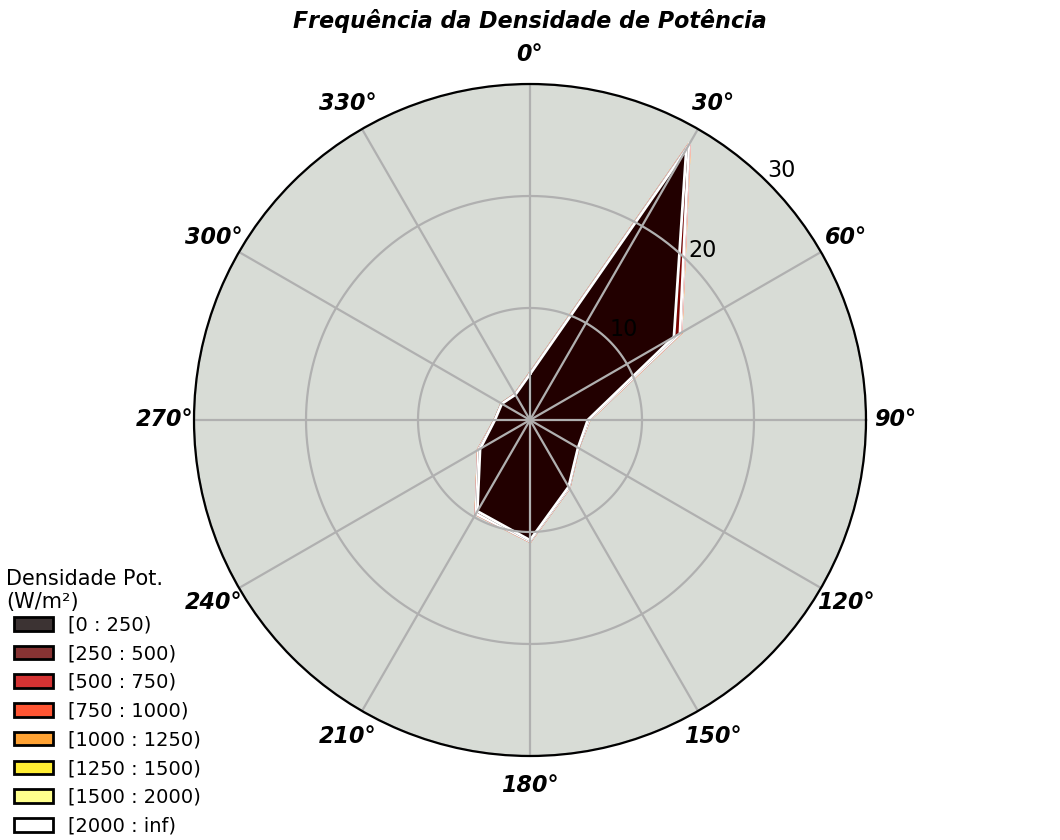 Frequência da Densidade de Potência
0°
330°
30°
30
300°
60°
20
10
270°
90°
240°
120°
210°
150°
180°
Densidade Pot.
(W/m²)
[0 : 250)
[250 : 500)
[500 : 750)
[750 : 1000)
[1000 : 1250)
[1250 : 1500)
[1500 : 2000)
[2000 : inf)